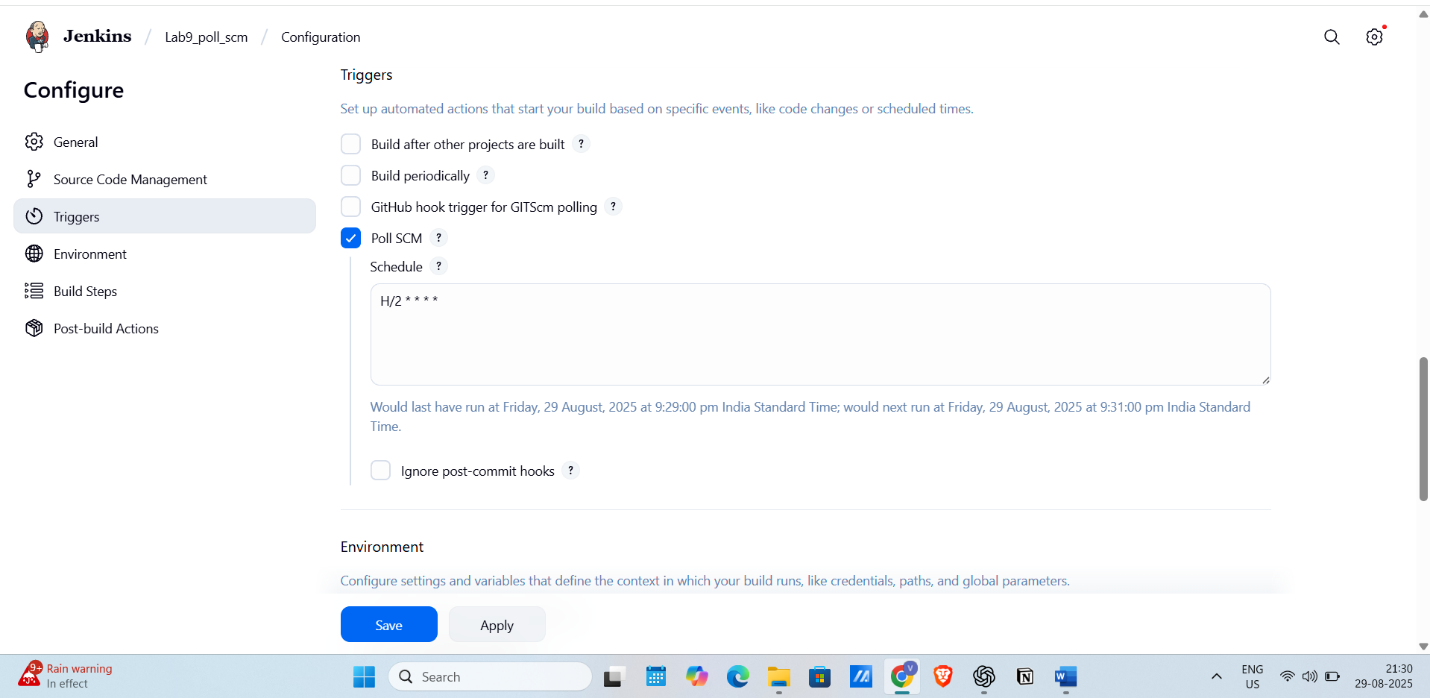 Jenkins / Lab9_poll_scm / Configuration
Configure
General
Source Code Management
Triggers
Environment
Build Steps
Post-build Actions
Triggers
Set up automated actions that start your build based on specific events, like code changes or scheduled times.
Build after other projects are built ?
Build periodically ?
GitHub hook trigger for GITScm polling ?
Poll SCM ?
Schedule ?
H/2 * * * *
Would last have run at Friday, 29 August, 2025 at 9:29:00 pm India Standard Time; would next run at Friday, 29 August, 2025 at 9:31:00 pm India Standard
Time.
Ignore post-commit hooks ?
Environment
Configure settings and variables that define the context in which your build runs, like credentials, paths, and global parameters.
Save Apply
9+ Rain warning
In effect
Search
V
N
W
ENG
US
21:30
29-08-2025